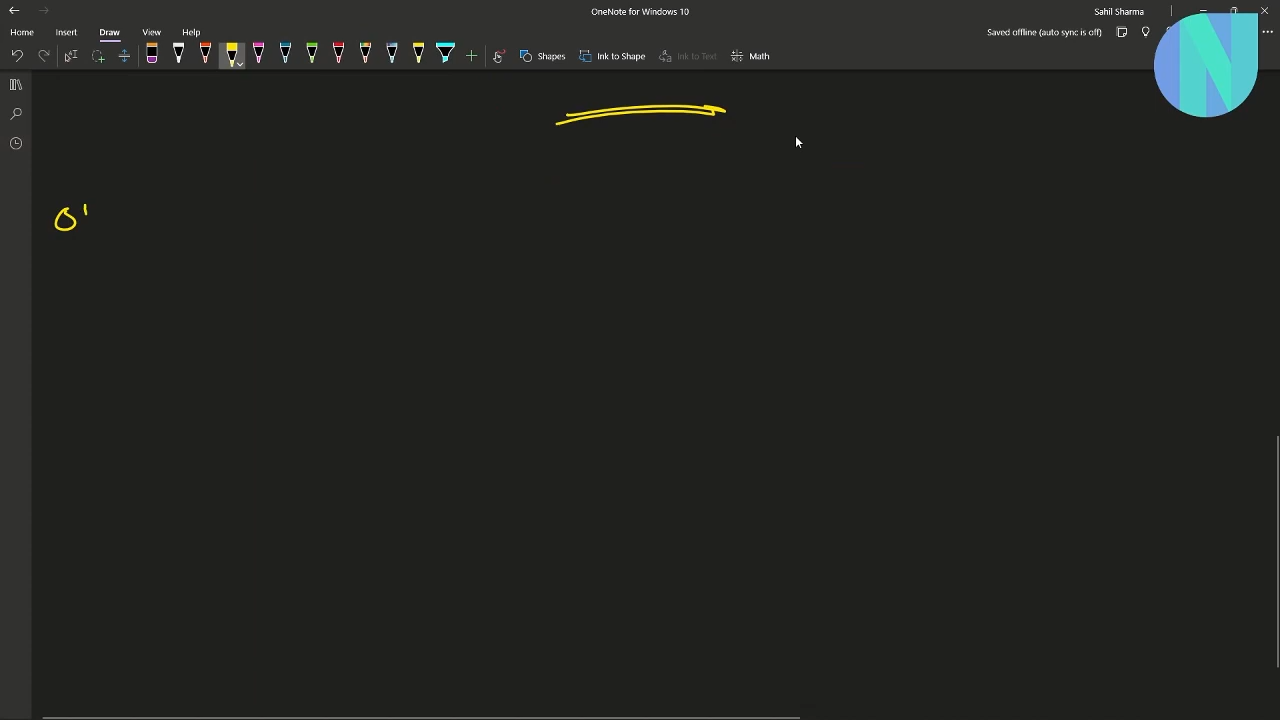 OneNote for Windows 10
Sahil Sharma
Home Insert Draw View Help
Saved offline (auto sync is off)
Shapes Ink to Shape Ink to Text Math
O'